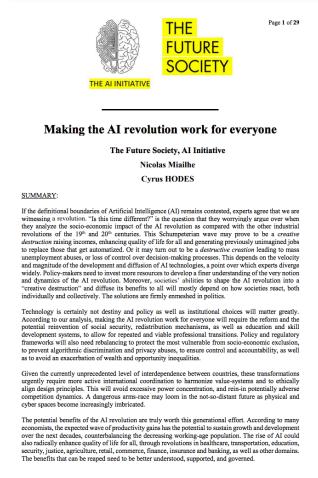 Page 1 of 29
THE
FUTURE
SOCIETY
THE AI INITIATIVE
Making the AI revolution work for everyone
The Future Society, AI Initiative
Nicolas Miailhe
Cyrus HODES
SUMMARY:
If the definitional boundaries of Artificial Intelligence (AI) remains contested, experts agree that we are
witnessing a revolution. "Is this time different?" is the question that they worryingly argue over when
they analyze the socio-economic impact of the AI revolution as compared with the other industrial
revolutions of the 19th and 20th centuries. This Schumpeterian wave may prove to be a creative
destruction raising incomes, enhancing quality of life for all and generating previously unimagined jobs
to replace those that get automatized. Or it may turn out to be a destructive creation leading to mass
unemployment abuses, or loss of control over decision-making processes. This depends on the velocity
and magnitude of the development and diffusion of AI technologies, a point over which experts diverge
widely. Policy-makers need to invest more resources to develop a finer understanding of the very notion
and dynamics of the AI revolution. Moreover, societies' abilities to shape the AI revolution into a
"creative destruction" and diffuse its benefits to all will mostly depend on how societies react, both
individually and collectively. The solutions are firmly enmeshed in politics.
Technology is certainly not destiny and policy as well as institutional choices will matter greatly.
According to our analysis, making the AI revolution work for everyone will require the reform and the
potential reinvention of social security, redistribution mechanisms, as well as education and skill
development systems, to allow for repeated and viable professional transitions. Policy and regulatory
frameworks will also need rebalancing to protect the most vulnerable from socio-economic exclusion,
to prevent algorithmic discrimination and privacy abuses, to ensure control and accountability, as well
as to avoid an exacerbation of wealth and opportunity inequalities.
Given the currently unprecedented level of interdependence between countries, these transformations
urgently require more active international coordination to harmonize value-systems and to ethically
align design principles. This will avoid excessive power concentration, and rein-in potentially adverse
competition dynamics. A dangerous arms-race may loom in the not-so-distant future as physical and
cyber spaces become increasingly imbricated.
The potential benefits of the AI revolution are truly worth this generational effort. According to many
economists, the expected wave of productivity gains has the potential to sustain growth and development
over the next decades, counterbalancing the decreasing working-age population. The rise of AI could
also radically enhance quality of life for all, through revolutions in healthcare, transportation, education,
security, justice, agriculture, retail, commerce, finance, insurance and banking, as well as other domains.
The benefits that can be reaped need to be better understood, supported, and governed.